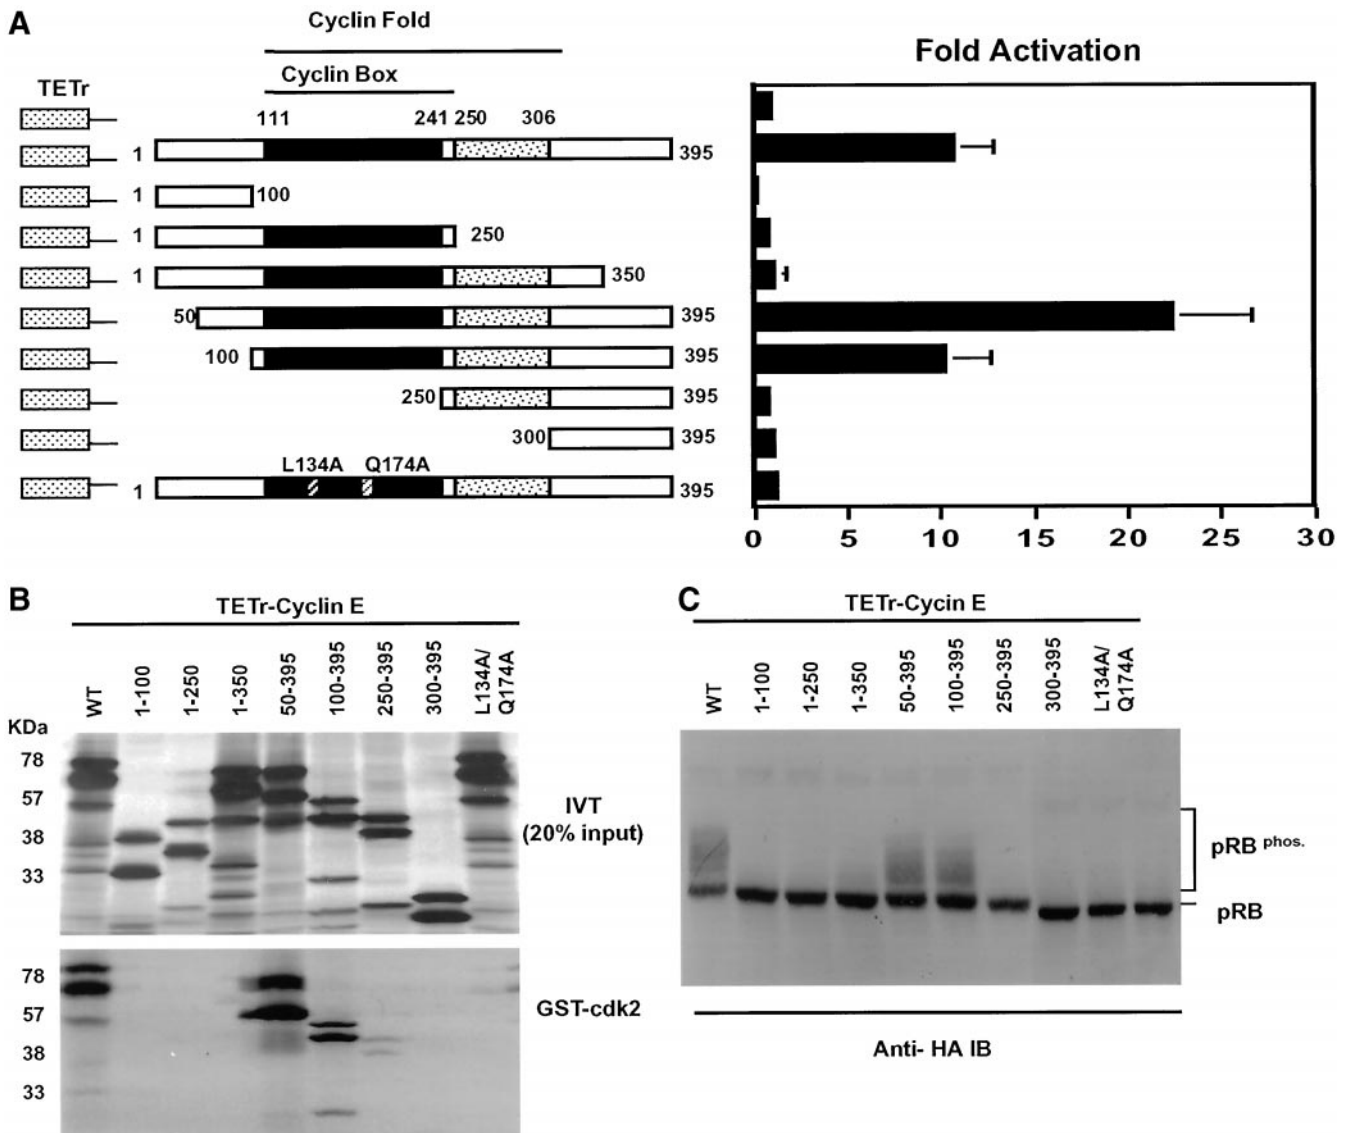 A
Cyclin Fold
Fold Activation
Cyclin Box
TETr
111 241 250 306
1 395
1 100
1 250
1 350
50 395
100 395
250 395
300 395
L134A Q174A
1 395
0 5 10 15 20 25 30
B
TETr-Cyclin E
WT
1-100
1-250
1-350
50-395
100-395
250-395
300-395
L134A/
Q174A
KDa
78
57
38
33
IVT
(20% input)
78
57
38
33
GST-cdk2
C
TETr-Cycin E
WT
1-100
1-250
1-350
50-395
100-395
250-395
300-395
L134A/
Q174A
pRB phos.
pRB
Anti- HA IB